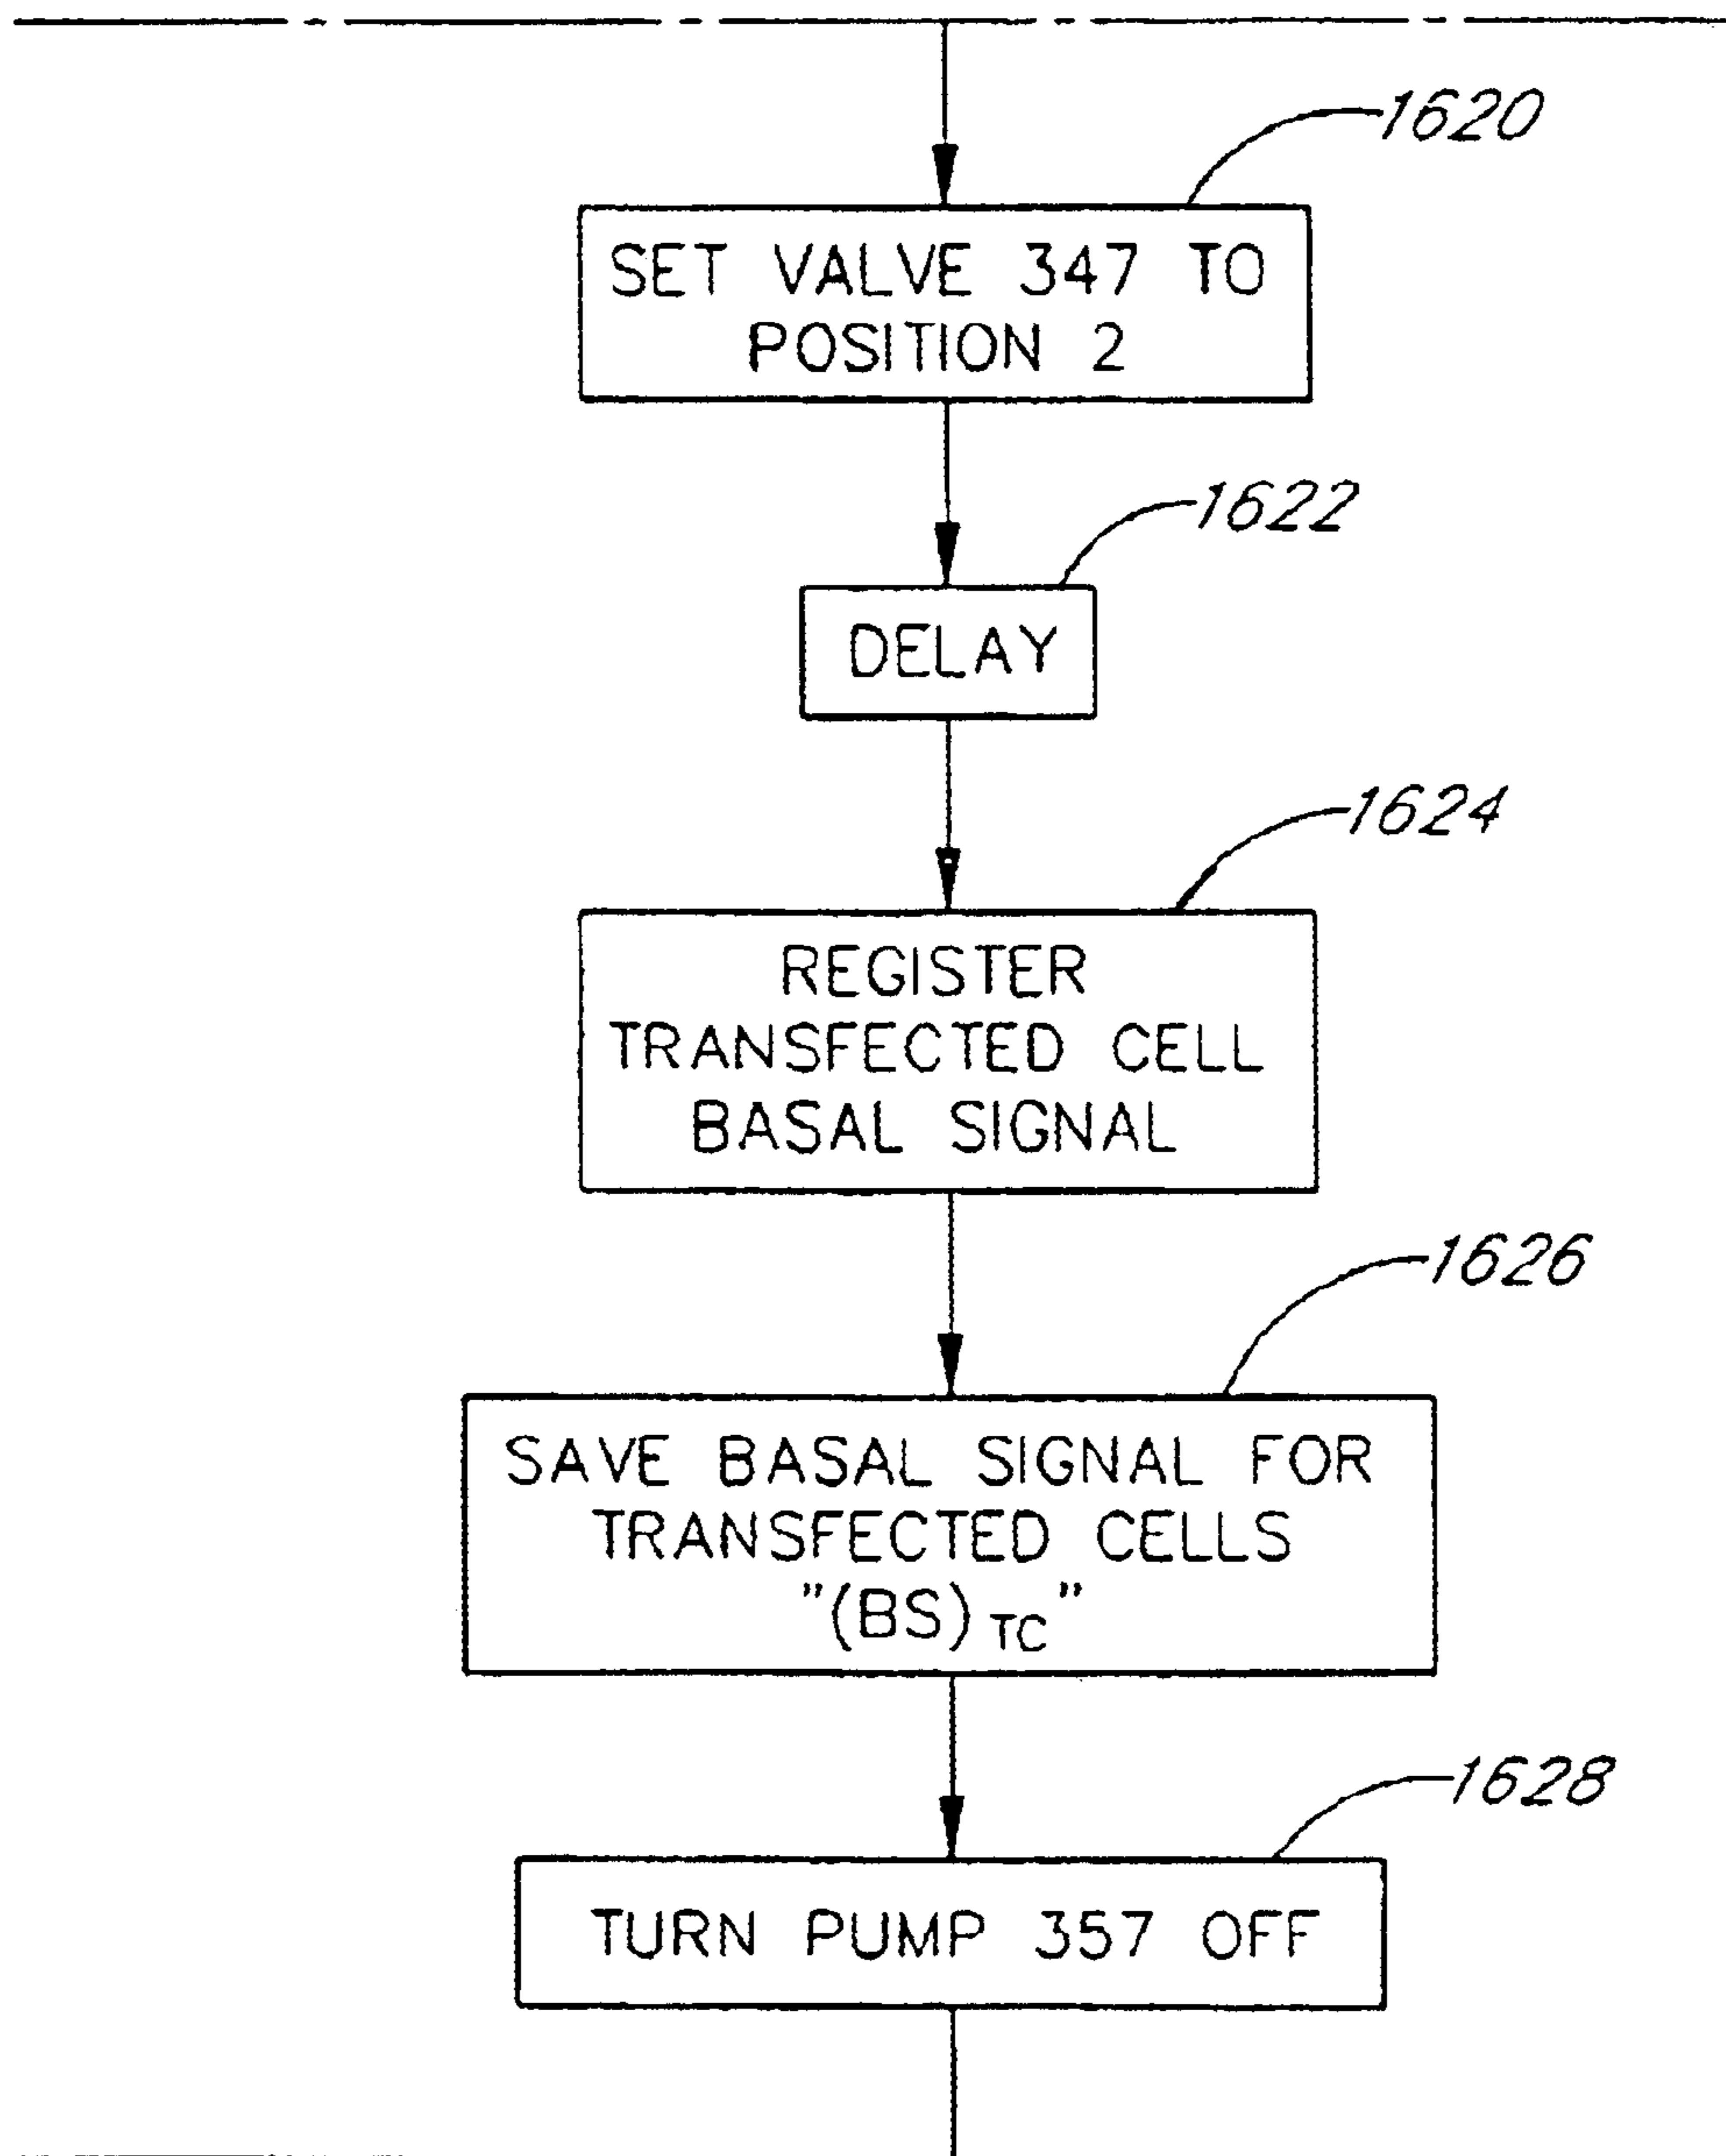 1620
SET VALVE 347 TO
POSITION 2
1622
DELAY
1624
REGISTER
TRANSFECTED CELL
BASAL SIGNAL
1626
SAVE BASAL SIGNAL FOR
TRANSFECTED CELLS
"(BS)TC"
1628
TURN PUMP 357 OFF